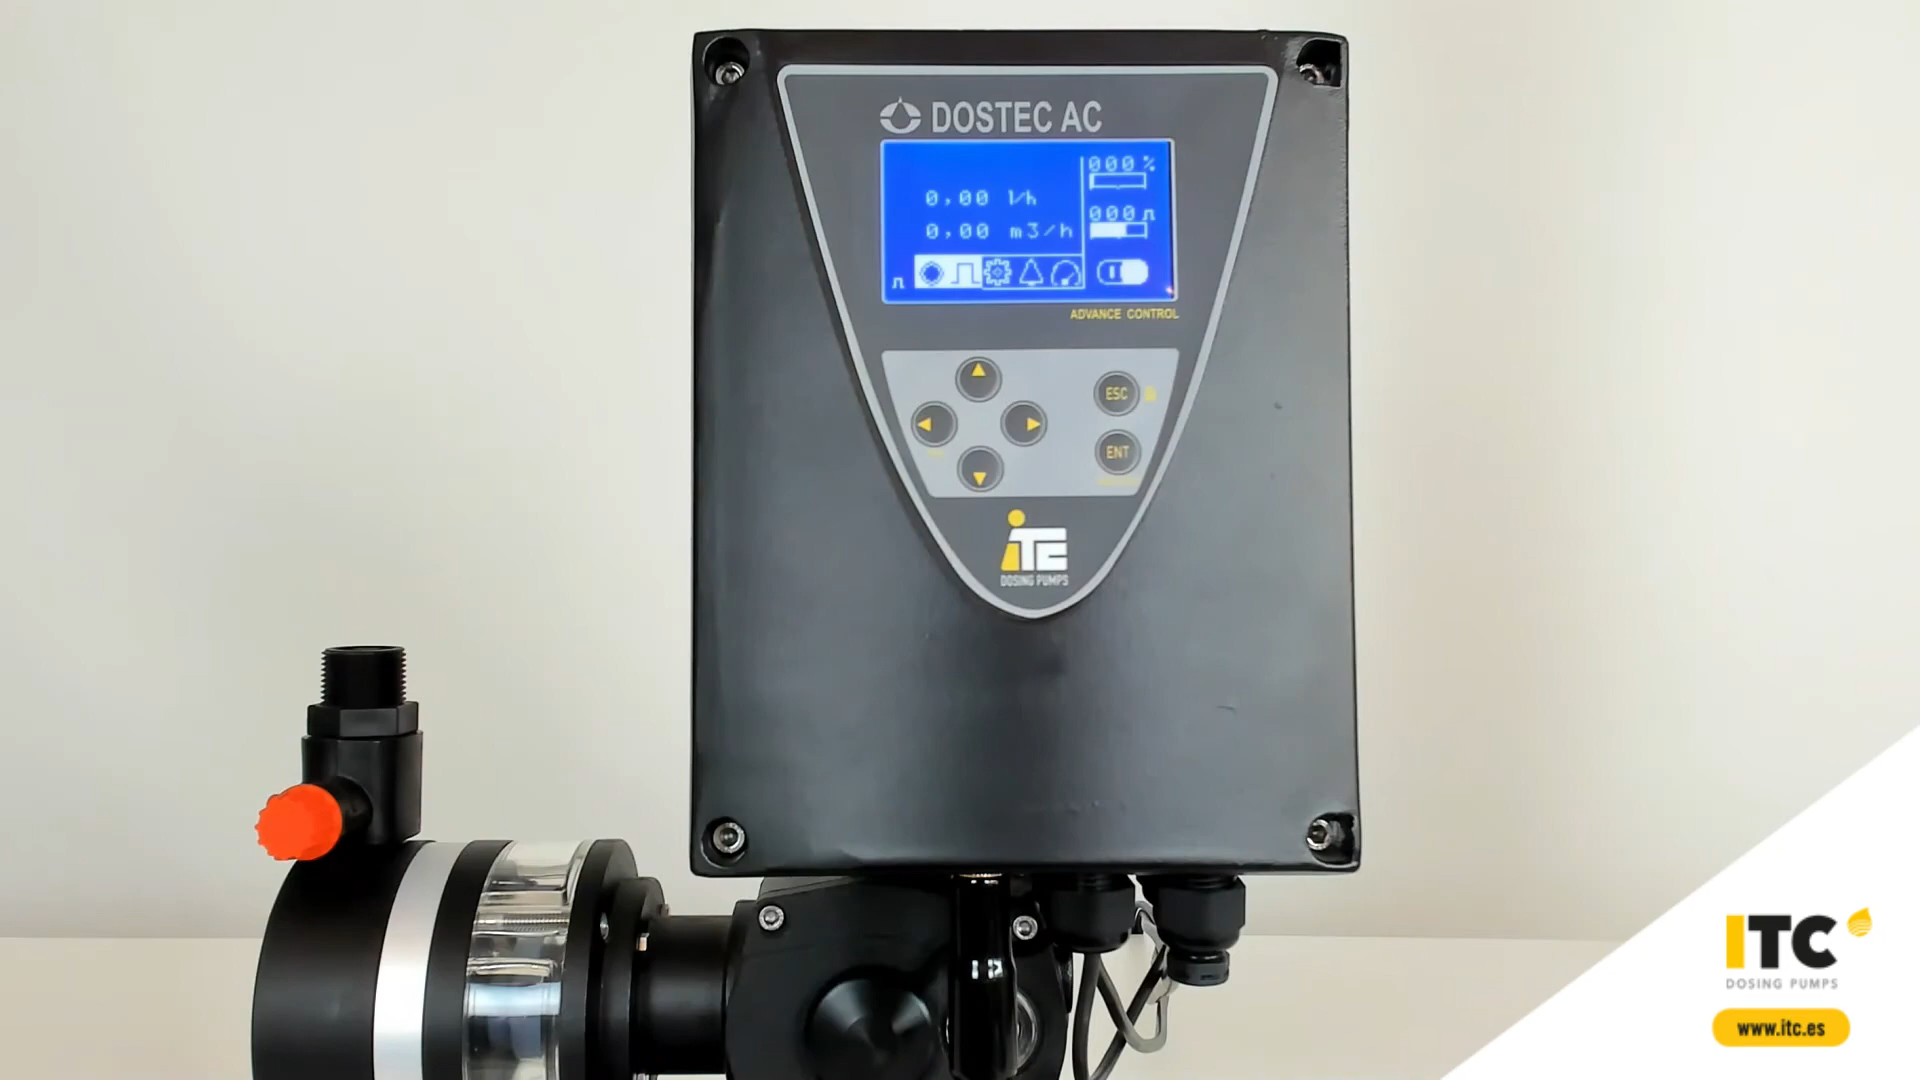 DOSTEC AC
000 %
0,00 l/h
000
0,00 m3/h
ADVANCE CONTROL
ESC
ENT
iTC
DOSING PUMPS
ITC
DOSING PUMPS
www.itc.es